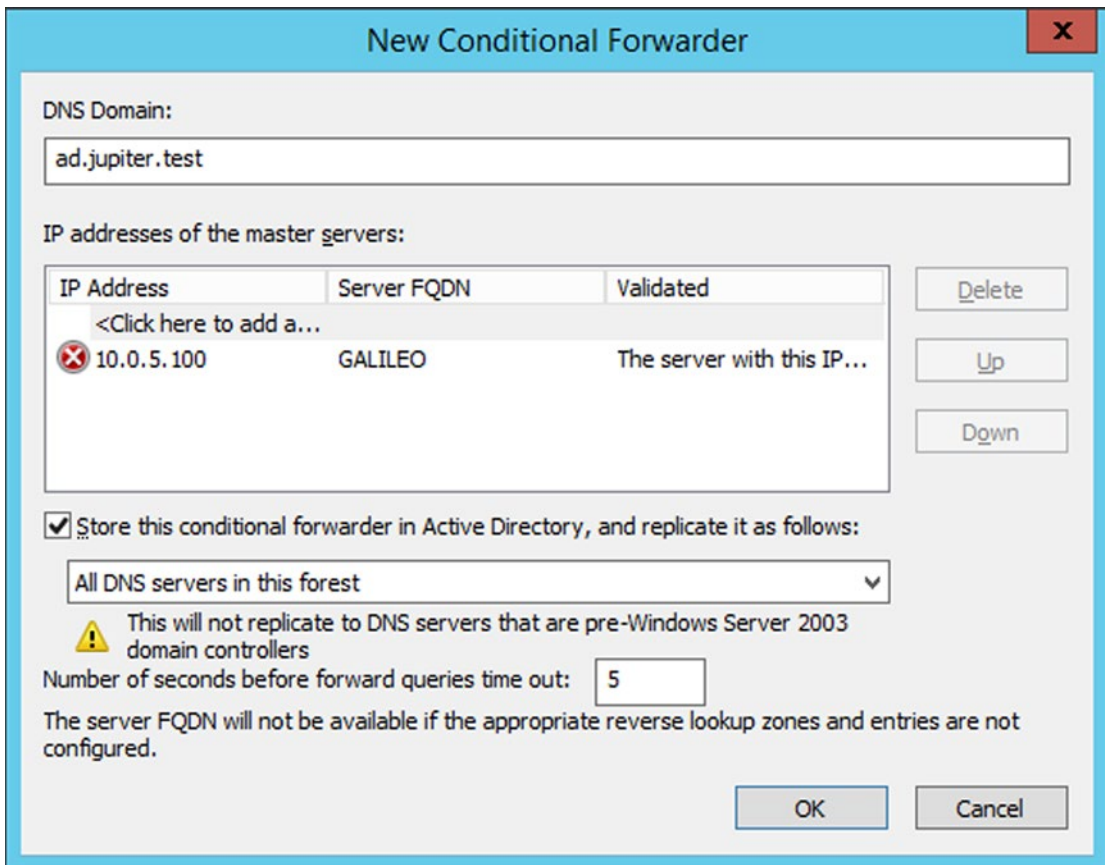 New Conditional Forwarder
x
DNS Domain:
ad.jupiter.test
IP addresses of the master servers:
IP Address Server FQDN Validated
<Click here to add a...
10.0.5.100 GALILEO The server with this IP...
Delete
Up
Down
Store this conditional forwarder in Active Directory, and replicate it as follows:
All DNS servers in this forest
This will not replicate to DNS servers that are pre-Windows Server 2003
domain controllers
Number of seconds before forward queries time out: 5
The server FQDN will not be available if the appropriate reverse lookup zones and entries are not
configured.
OK Cancel